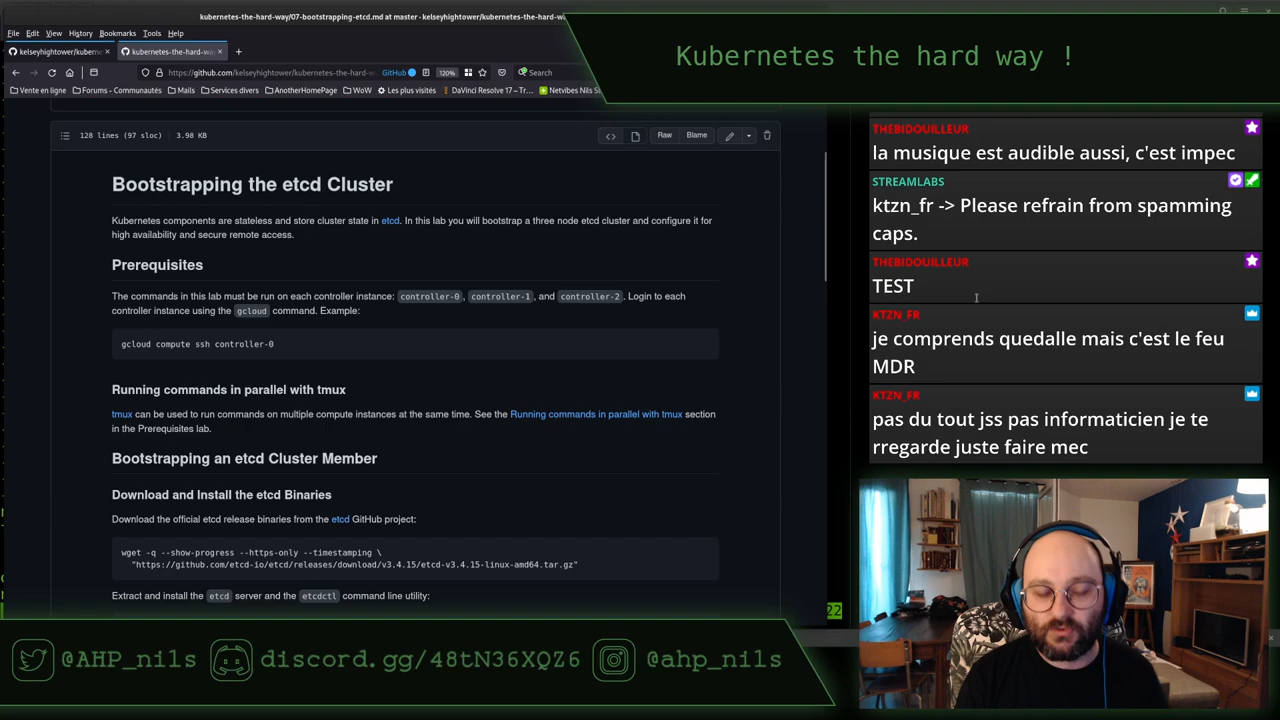 kubernetes-the-hard-way/07-bootstrapping-etcd.md at master · kelseyhightower/kubernetes-the-hard-w
File Edit View History Bookmarks Tools Help
kelseyhightower/kuberne × kubernetes-the-hard-wa × +
https://github.com/kelseyhightower/kubernetes-the-hard-w GitHub 120% Search
Vente en ligne Forums - Communautés Mails Services divers AnotherHomePage WoW Les plus visités DaVinci Resolve 17 – Tr… Netvibes Nils S
Kubernetes the hard way !
128 lines (97 sloc) 3.98 KB
Raw Blame
Bootstrapping the etcd Cluster
Kubernetes components are stateless and store cluster state in etcd. In this lab you will bootstrap a three node etcd cluster and configure it for
high availability and secure remote access.
Prerequisites
The commands in this lab must be run on each controller instance: controller-0, controller-1, and controller-2. Login to each
controller instance using the gcloud command. Example:
gcloud compute ssh controller-0
Running commands in parallel with tmux
tmux can be used to run commands on multiple compute instances at the same time. See the Running commands in parallel with tmux section
in the Prerequisites lab.
Bootstrapping an etcd Cluster Member
Download and Install the etcd Binaries
Download the official etcd release binaries from the etcd GitHub project:
wget -q --show-progress --https-only --timestamping \
"https://github.com/etcd-io/etcd/releases/download/v3.4.15/etcd-v3.4.15-linux-amd64.tar.gz"
Extract and install the etcd server and the etcdctl command line utility:
22
THEBIDOUILLEUR
la musique est audible aussi, c'est impec
STREAMLABS
ktzn_fr -> Please refrain from spamming
caps.
THEBIDOUILLEUR
TEST
KTZN_FR
je comprends quedalle mais c'est le feu
MDR
KTZN_FR
pas du tout jss pas informaticien je te
rregarde juste faire mec
@AHP_nils discord.gg/48tN36XQZ6 @ahp_nils